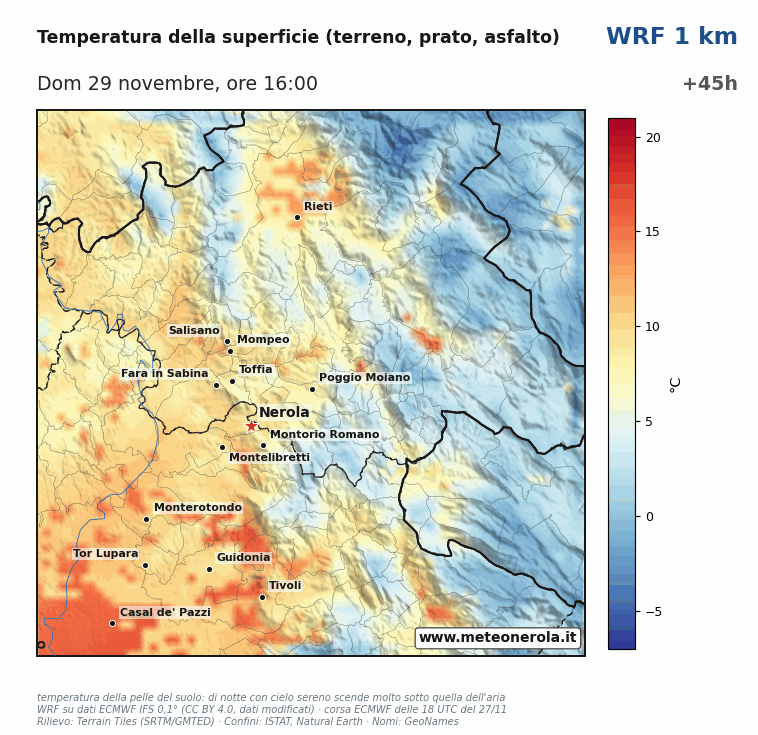 Temperatura della superficie (terreno, prato, asfalto)
WRF 1 km
Dom 29 novembre, ore 16:00
+45h
Rieti
Salisano
Mompeo
Toffia
Fara in Sabina
Poggio Moiano
Nerola
Montorio Romano
Montelibretti
Monterotondo
Tor Lupara
Guidonia
Tivoli
Casal de' Pazzi
www.meteonerola.it
20
15
10
5
0
−5
°C
temperatura della pelle del suolo: di notte con cielo sereno scende molto sotto quella dell'aria
WRF su dati ECMWF IFS 0,1° (CC BY 4.0, dati modificati) · corsa ECMWF delle 18 UTC del 27/11
Rilievo: Terrain Tiles (SRTM/GMTED) · Confini: ISTAT, Natural Earth · Nomi: GeoNames